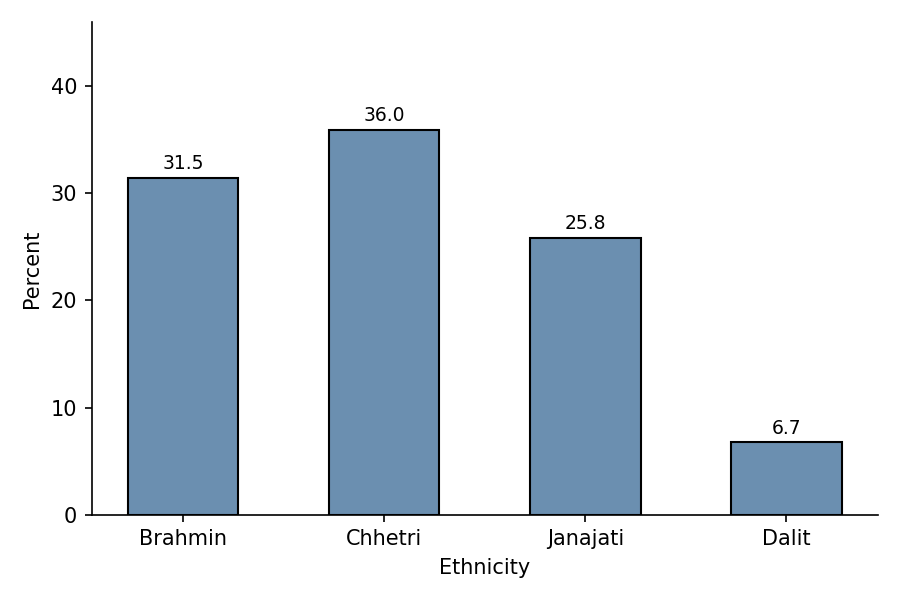 40
30
20
10
0
Percent
31.5
36.0
25.8
6.7
Brahmin
Chhetri
Janajati
Dalit
Ethnicity